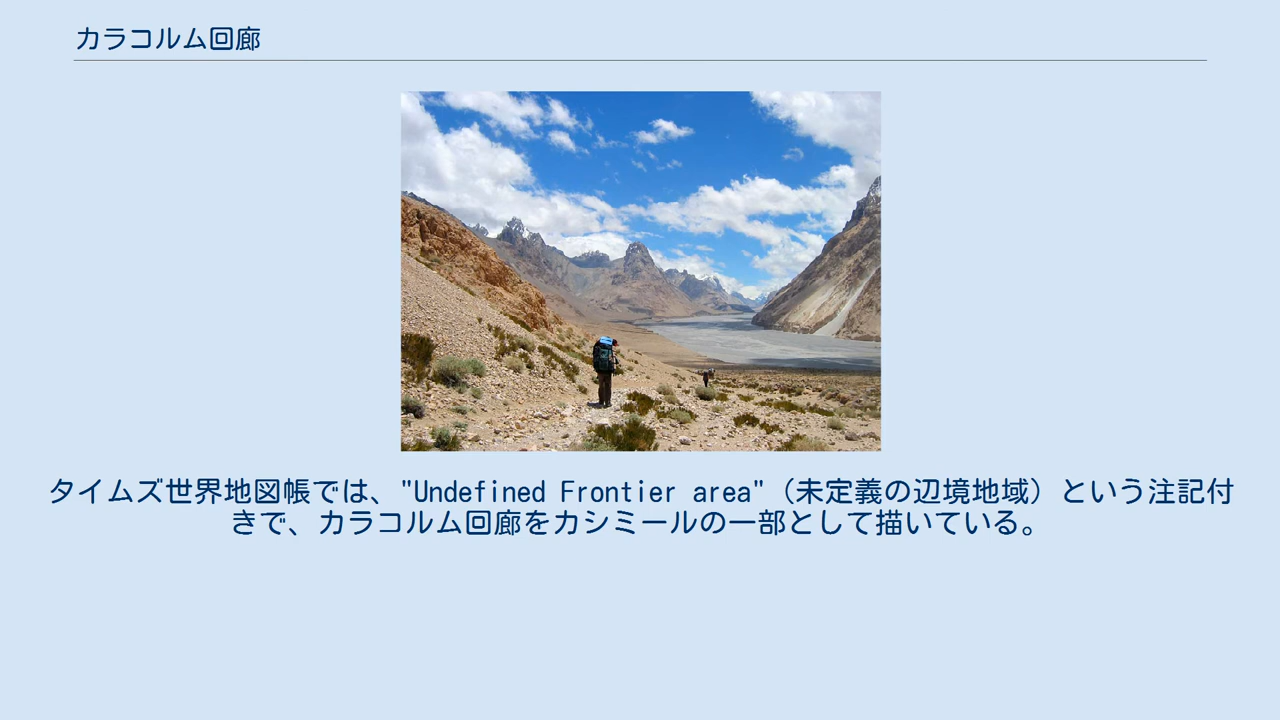 カラコルム回廊
タイムズ世界地図帳では、"Undefined Frontier area"（未定義の辺境地域）という注記付
きで、カラコルム回廊をカシミールの一部として描いている。